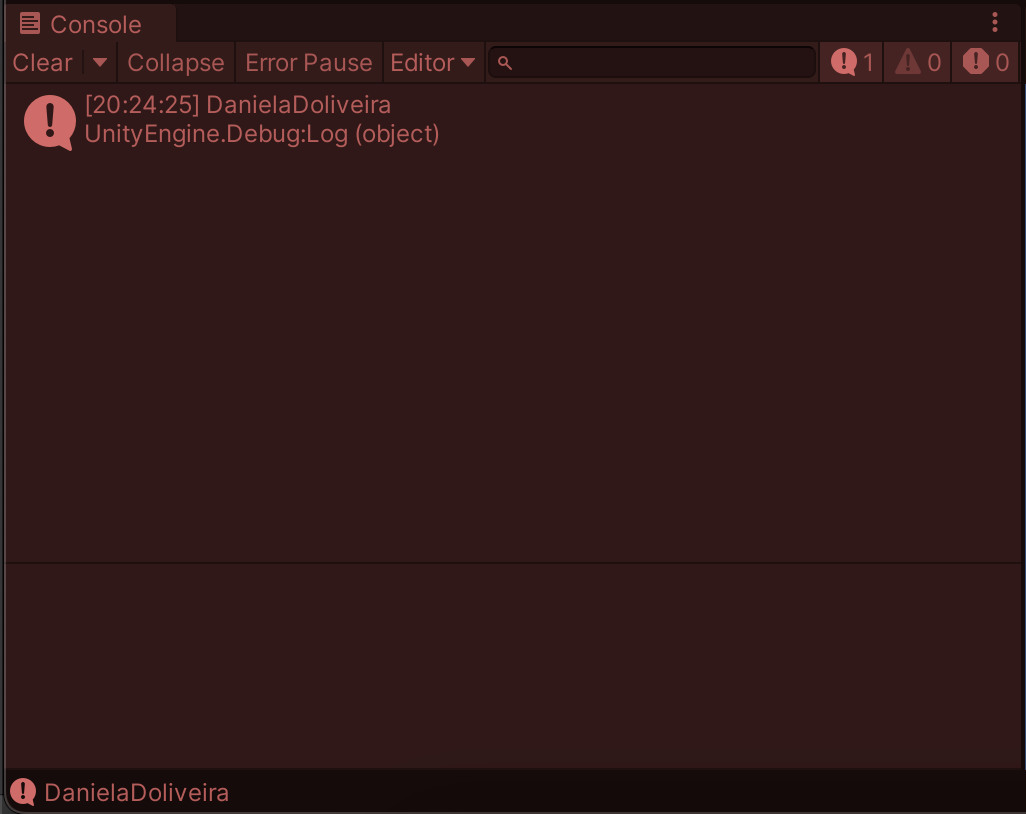 Console
Clear Collapse Error Pause Editor 1 0 0
[20:24:25] DanielaDoliveira
UnityEngine.Debug:Log (object)
DanielaDoliveira